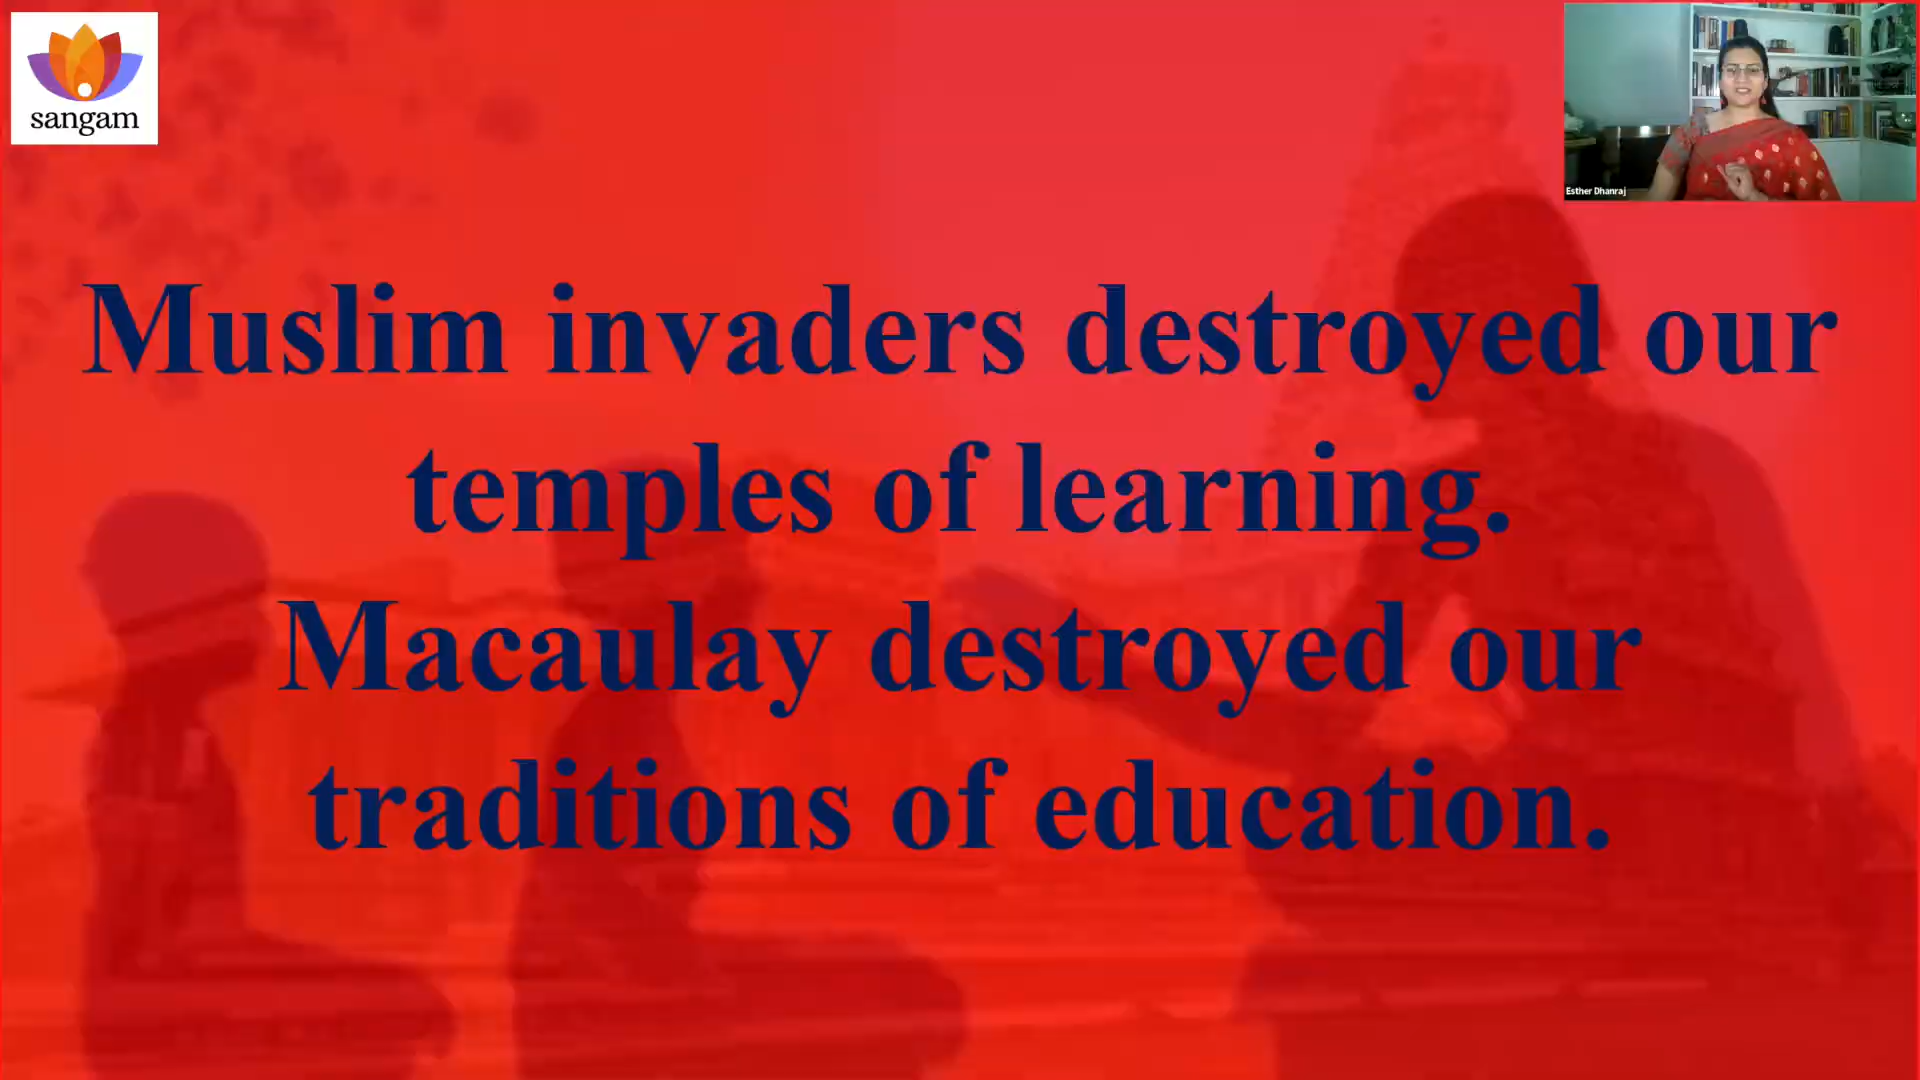 sangam
Esther Dhanraj
Muslim invaders destroyed our
temples of learning.
Macaulay destroyed our
traditions of education.